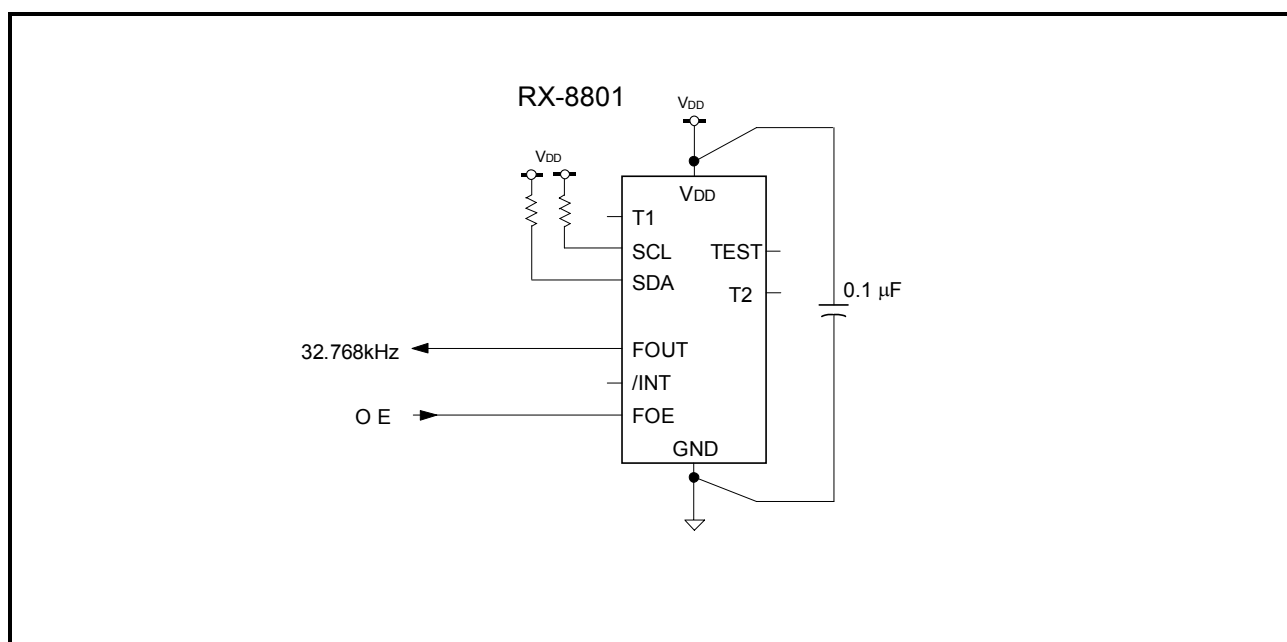 RX-8801
VDD
VDD
VDD
T1
SCL
TEST
SDA
T2
0.1 μF
32.768kHz
FOUT
/INT
O E
FOE
GND